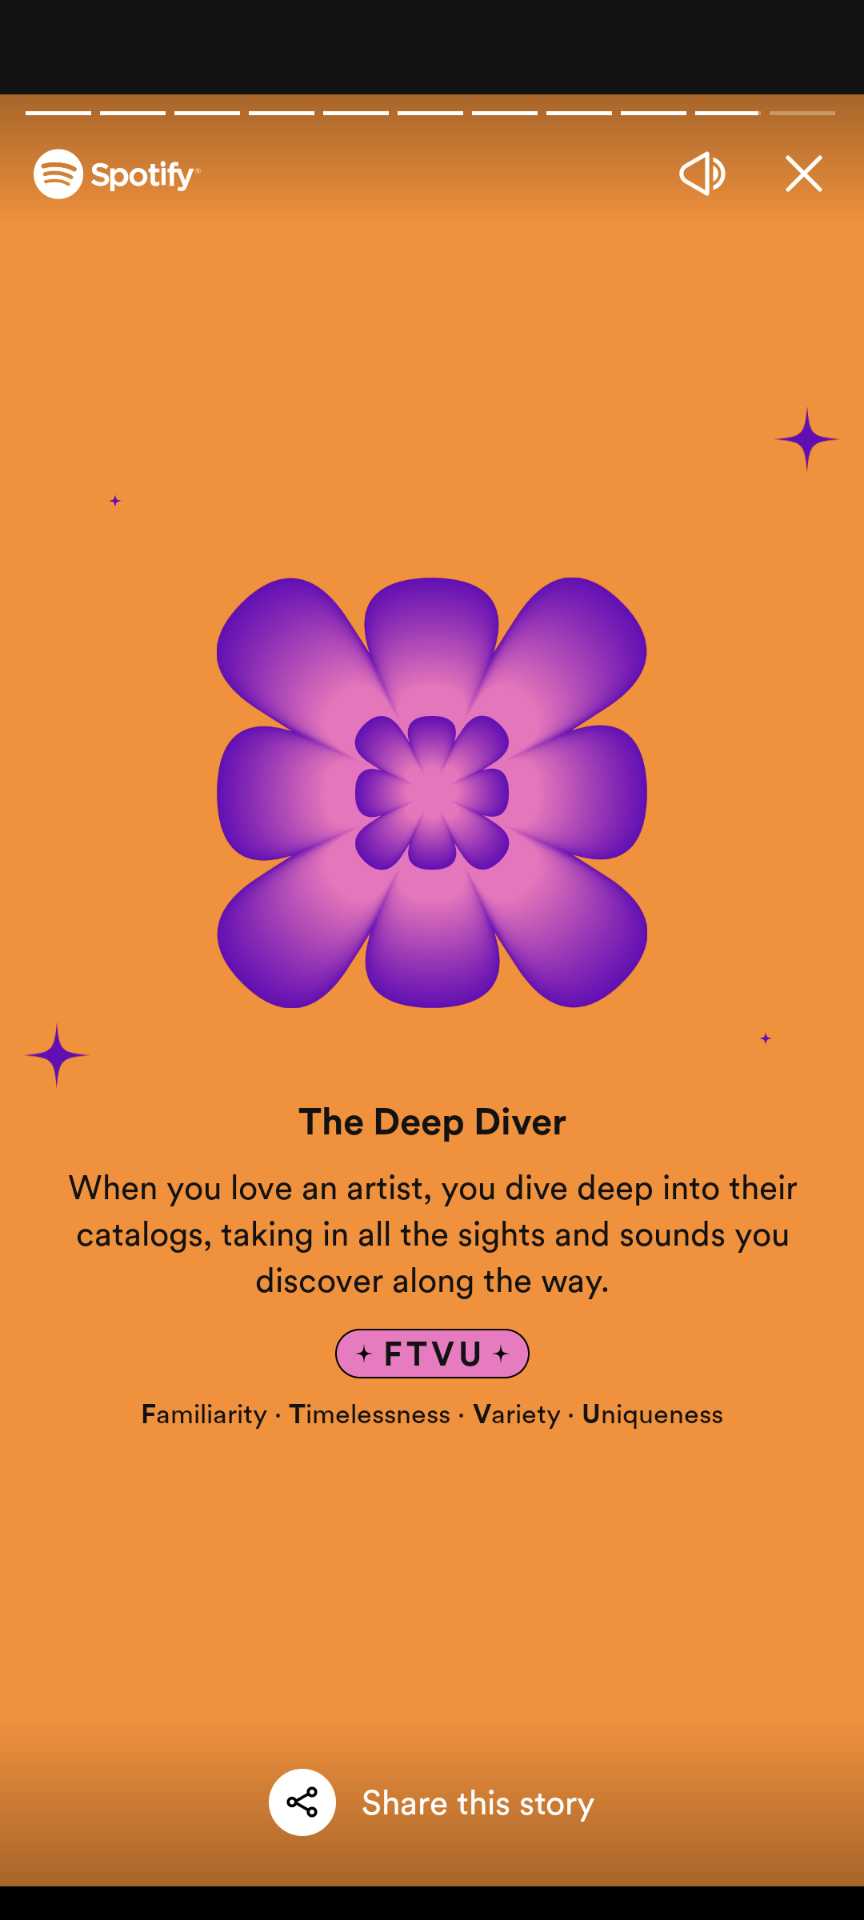 Spotify®
The Deep Diver
When you love an artist, you dive deep into their
catalogs, taking in all the sights and sounds you
discover along the way.
FTVU
Familiarity · Timelessness · Variety · Uniqueness
Share this story